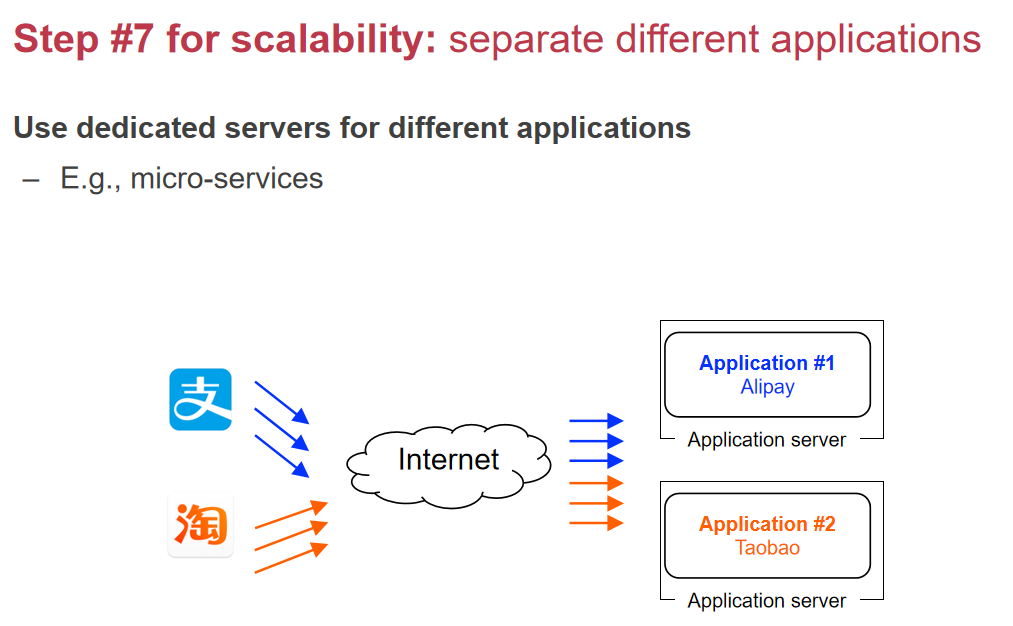 Step #7 for scalability: separate different applications
Use dedicated servers for different applications
– E.g., micro-services
支
淘
Internet
Application #1
Alipay
Application server
Application #2
Taobao
Application server